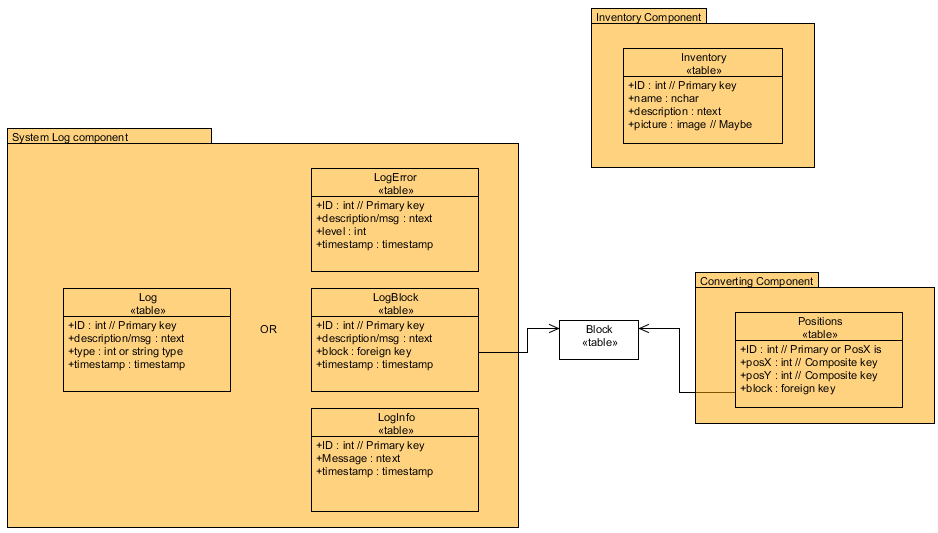 Inventory Component
Inventory
«table»
+ID : int // Primary key
+name : nchar
+description : ntext
+picture : image // Maybe
System Log component
LogError
«table»
+ID : int // Primary key
+description/msg : ntext
+level : int
+timestamp : timestamp
Log
«table»
+ID : int // Primary key
+description/msg : ntext
+type : int or string type
+timestamp : timestamp
OR
LogBlock
«table»
+ID : int // Primary key
+description/msg : ntext
+block : foreign key
+timestamp : timestamp
LogInfo
«table»
+ID : int // Primary key
+Message : ntext
+timestamp : timestamp
Block
«table»
Converting Component
Positions
«table»
+ID : int // Primary or PosX is
+posX : int // Composite key
+posY : int // Composite key
+block : foreign key